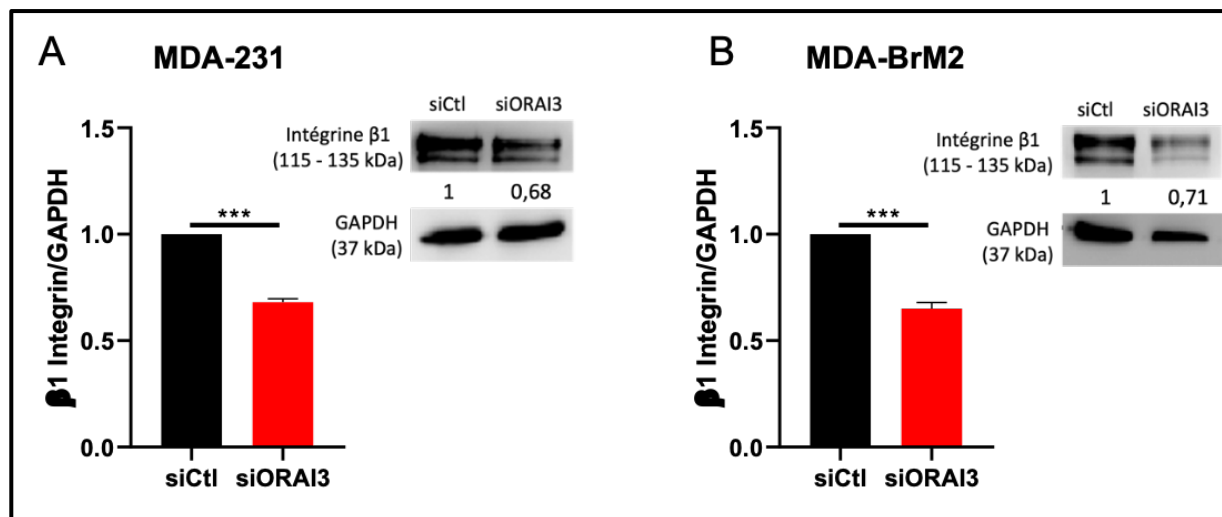 A
MDA-231
siCtl siORAI3
Intégrine β1
(115 - 135 kDa)
1 0,68
GAPDH
(37 kDa)
β1 Integrin/GAPDH
1.5
1.0
0.5
0.0
***
siCtl siORAI3
B
MDA-BrM2
siCtl siORAI3
Intégrine β1
(115 - 135 kDa)
1 0,71
GAPDH
(37 kDa)
β1 Integrin/GAPDH
1.5
1.0
0.5
0.0
***
siCtl siORAI3